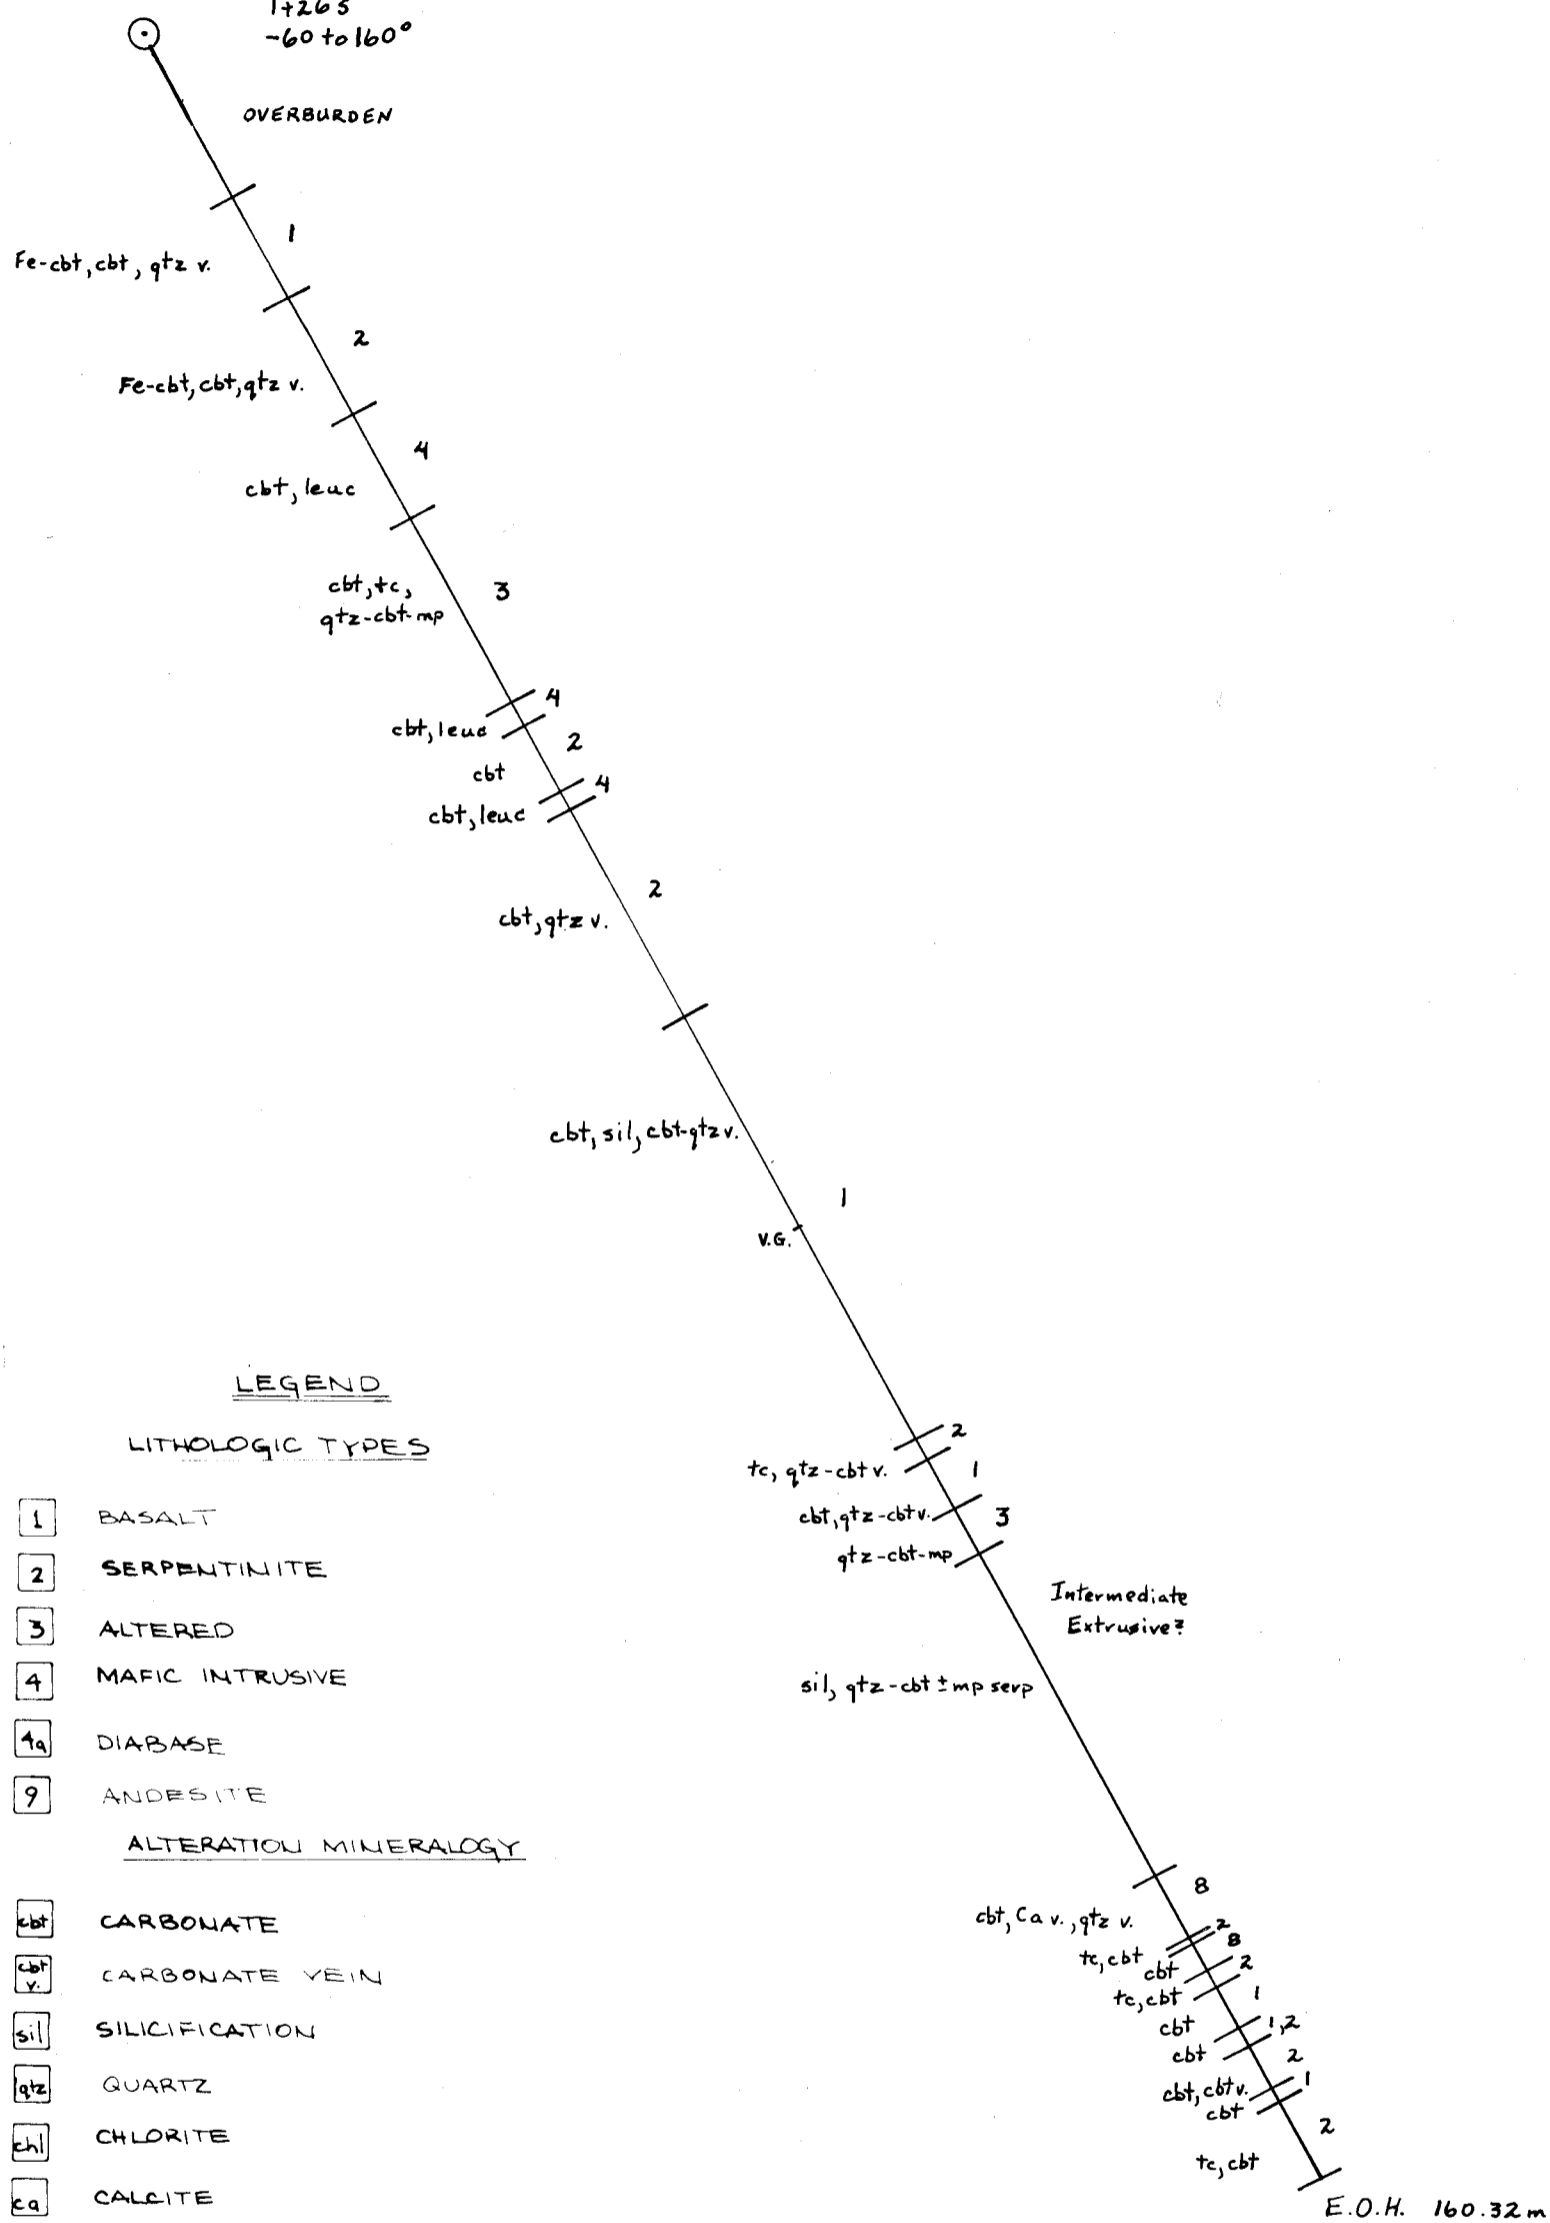 1+26 S
-60 to 160°
OVERBURDEN
1
Fe-cbt, cbt, qtz v.
2
Fe-cbt, cbt, qtz v.
4
cbt, leuc
cbt, tc,
qtz-cbt-mp
3
4
cbt, leuc
2
cbt
4
cbt, leuc
2
cbt, qtz v.
cbt, sil, cbt-qtz v.
1
V.G.
2
tc, qtz-cbt v.
1
cbt, qtz-cbt v.
3
qtz-cbt-mp
Intermediate
Extrusive?
sil, qtz-cbt ± mp serp
8
cbt, Ca v., qtz v.
2
8
tc, cbt
cbt
2
tc, cbt
1
cbt
1,2
cbt
2
cbt, cbt v.
1
cbt
2
tc, cbt
E.O.H. 160.32 m
LEGEND
LITHOLOGIC TYPES
1 BASALT
2 SERPENTINITE
3 ALTERED
4 MAFIC INTRUSIVE
4a DIABASE
9 ANDESITE
ALTERATION MINERALOGY
cbt CARBONATE
cbt v. CARBONATE VEIN
sil SILICIFICATION
qtz QUARTZ
chl CHLORITE
ca CALCITE